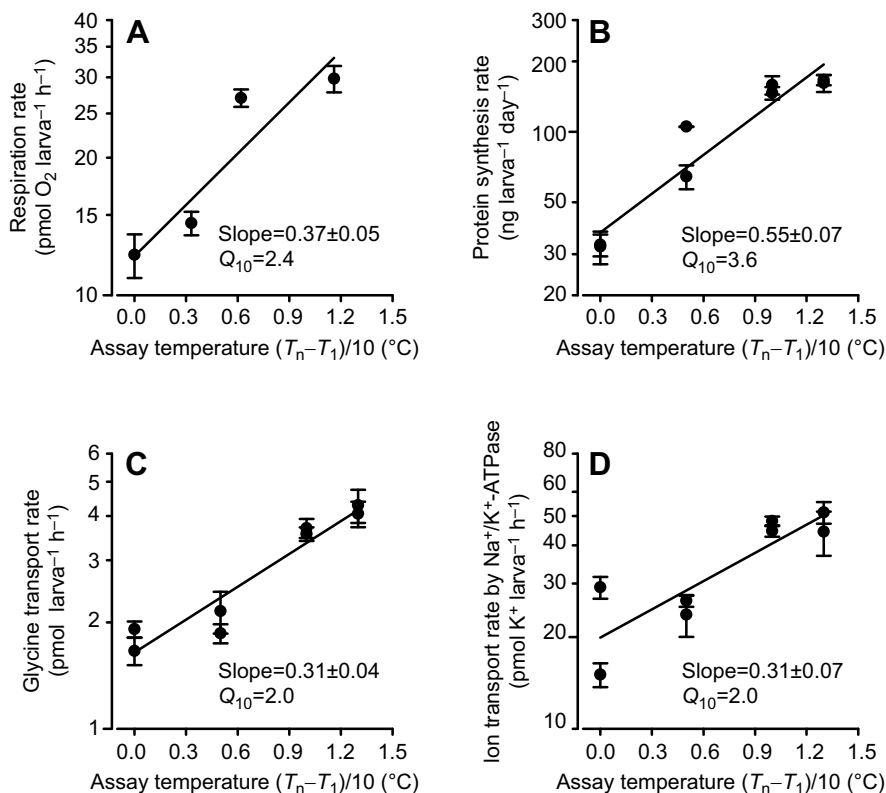 A
Respiration rate
(pmol O₂ larva⁻¹ h⁻¹)
40
35
30
25
20
15
10
Slope=0.37±0.05
Q₁₀=2.4
0.0 0.3 0.6 0.9 1.2 1.5
Assay temperature (Tₙ–T₁)/10 (°C)
B
Protein synthesis rate
(ng larva⁻¹ day⁻¹)
300
200
100
50
30
20
Slope=0.55±0.07
Q₁₀=3.6
0.0 0.3 0.6 0.9 1.2 1.5
Assay temperature (Tₙ–T₁)/10 (°C)
C
Glycine transport rate
(pmol larva⁻¹ h⁻¹)
6
5
4
3
2
1
Slope=0.31±0.04
Q₁₀=2.0
0.0 0.3 0.6 0.9 1.2 1.5
Assay temperature (Tₙ–T₁)/10 (°C)
D
Ion transport rate by Na⁺/K⁺-ATPase
(pmol K⁺ larva⁻¹ h⁻¹)
80
60
50
40
30
20
10
Slope=0.31±0.07
Q₁₀=2.0
0.0 0.3 0.6 0.9 1.2 1.5
Assay temperature (Tₙ–T₁)/10 (°C)